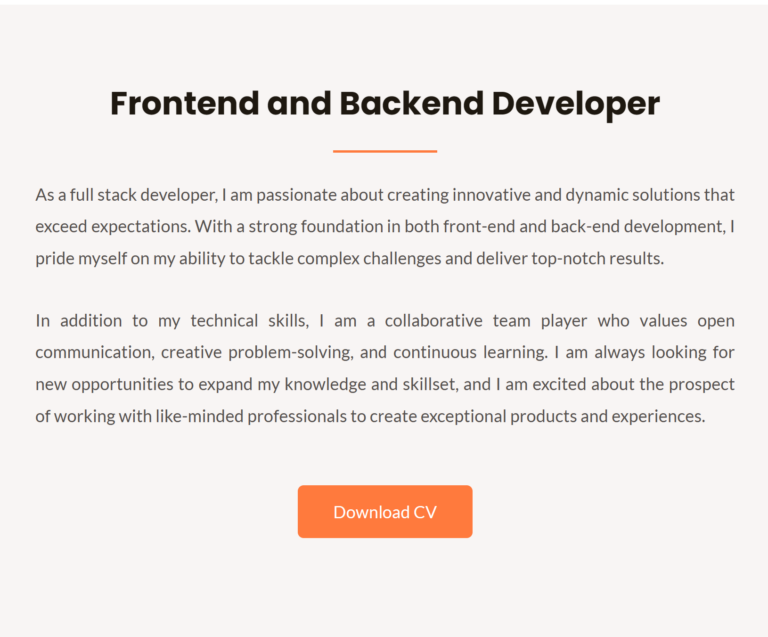 Frontend and Backend Developer
As a full stack developer, I am passionate about creating innovative and dynamic solutions that
exceed expectations. With a strong foundation in both front-end and back-end development, I
pride myself on my ability to tackle complex challenges and deliver top-notch results.
In addition to my technical skills, I am a collaborative team player who values open
communication, creative problem-solving, and continuous learning. I am always looking for
new opportunities to expand my knowledge and skillset, and I am excited about the prospect
of working with like-minded professionals to create exceptional products and experiences.
Download CV